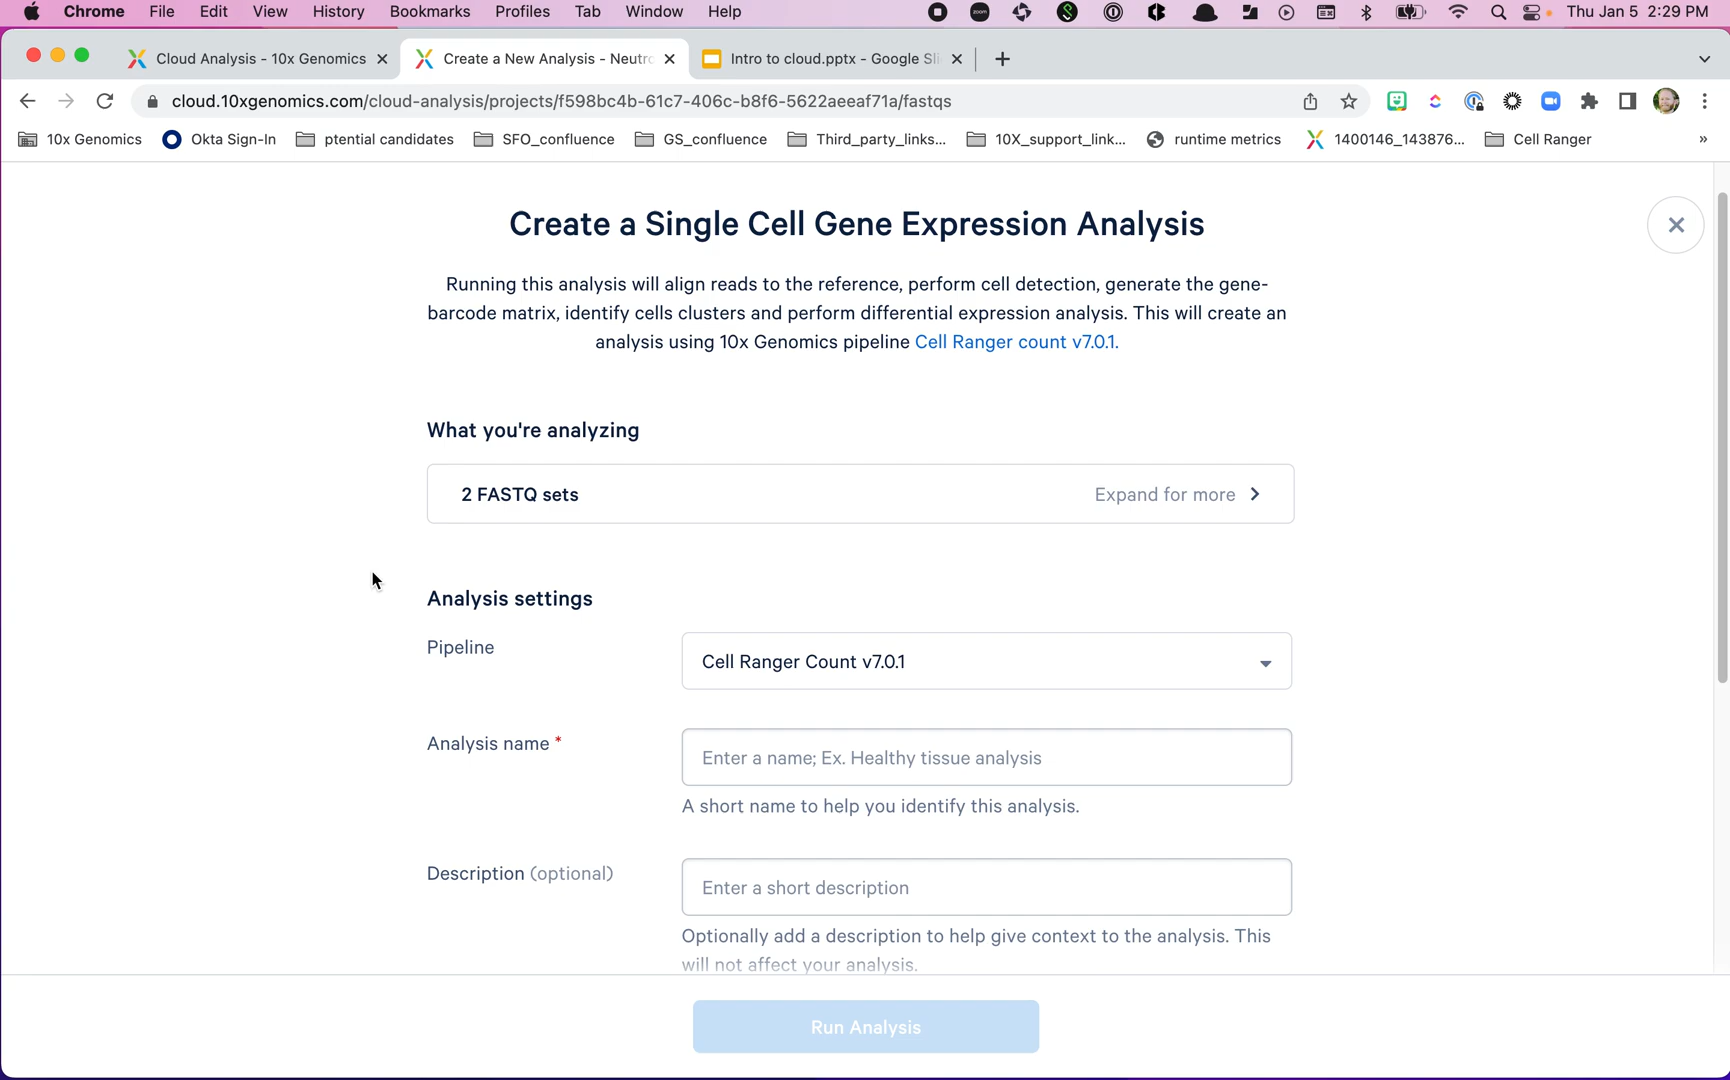 Chrome File Edit View History Bookmarks Profiles Tab Window Help zoom Thu Jan 5 2:29 PM
Cloud Analysis - 10x Genomics Create a New Analysis - Neutro Intro to cloud.pptx - Google Sli
cloud.10xgenomics.com/cloud-analysis/projects/f598bc4b-61c7-406c-b8f6-5622aeeaf71a/fastqs
10x Genomics Okta Sign-In ptential candidates SFO_confluence GS_confluence Third_party_links... 10X_support_link... runtime metrics 1400146_143876... Cell Ranger »
Create a Single Cell Gene Expression Analysis
Running this analysis will align reads to the reference, perform cell detection, generate the gene-
barcode matrix, identify cells clusters and perform differential expression analysis. This will create an
analysis using 10x Genomics pipeline Cell Ranger count v7.0.1.
What you're analyzing
2 FASTQ sets Expand for more
Analysis settings
Pipeline Cell Ranger Count v7.0.1
Analysis name * Enter a name; Ex. Healthy tissue analysis
A short name to help you identify this analysis.
Description (optional) Enter a short description
Optionally add a description to help give context to the analysis. This
will not affect your analysis.
Run Analysis